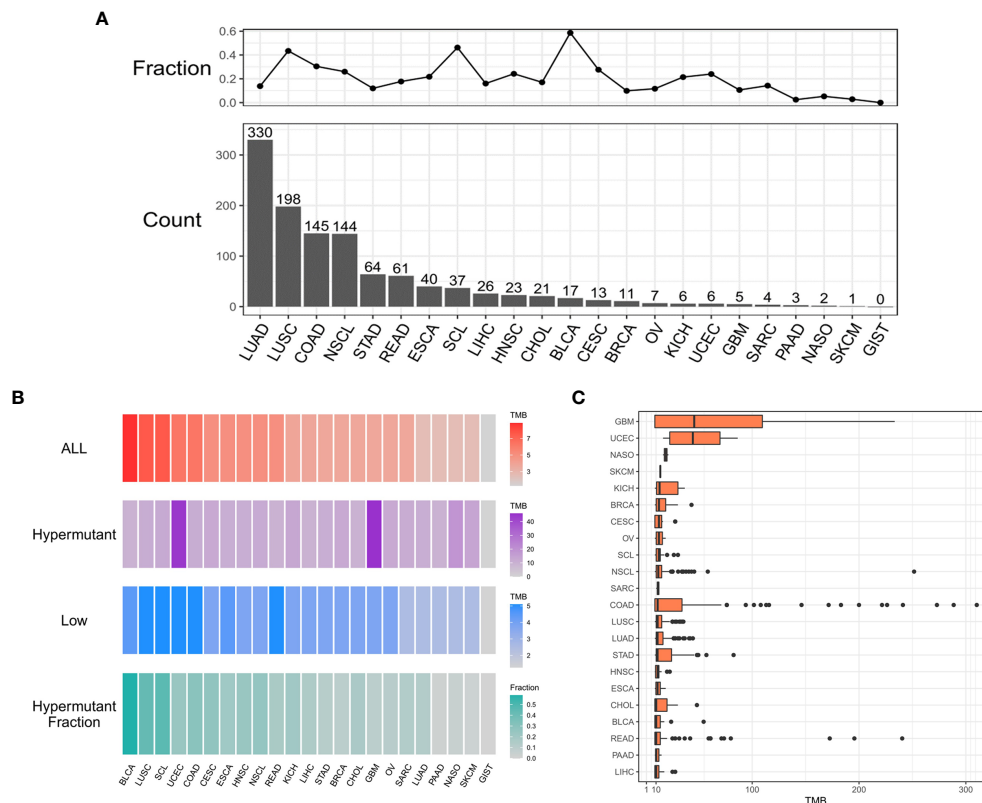 A
Fraction
0.6
0.4
0.2
0.0
Count
300
200
100
0
330
198
145
144
64
61
40
37
26
23
21
17
13
11
7
6
6
5
4
3
2
1
0
LUAD
LUSC
COAD
NSCL
STAD
READ
ESCA
SCL
LIHC
HNSC
CHOL
BLCA
CESC
BRCA
OV
KICH
UCEC
GBM
SARC
PAAD
NASO
SKCM
GIST
B
ALL
Hypermutant
Low
Hypermutant
Fraction
TMB
7
5
3
TMB
40
30
20
10
0
TMB
5
4
3
2
Fraction
0.5
0.4
0.3
0.2
0.1
0.0
BLCA
LUSC
SCL
UCEC
COAD
CESC
ESCA
HNSC
NSCL
READ
KICH
LIHC
STAD
BRCA
CHOL
GBM
OV
SARC
LUAD
PAAD
NASO
SKCM
GIST
C
GBM
UCEC
NASO
SKCM
KICH
BRCA
CESC
OV
SCL
NSCL
SARC
COAD
LUSC
LUAD
STAD
HNSC
ESCA
CHOL
BLCA
READ
PAAD
LIHC
1 10 100 200 300
TMB